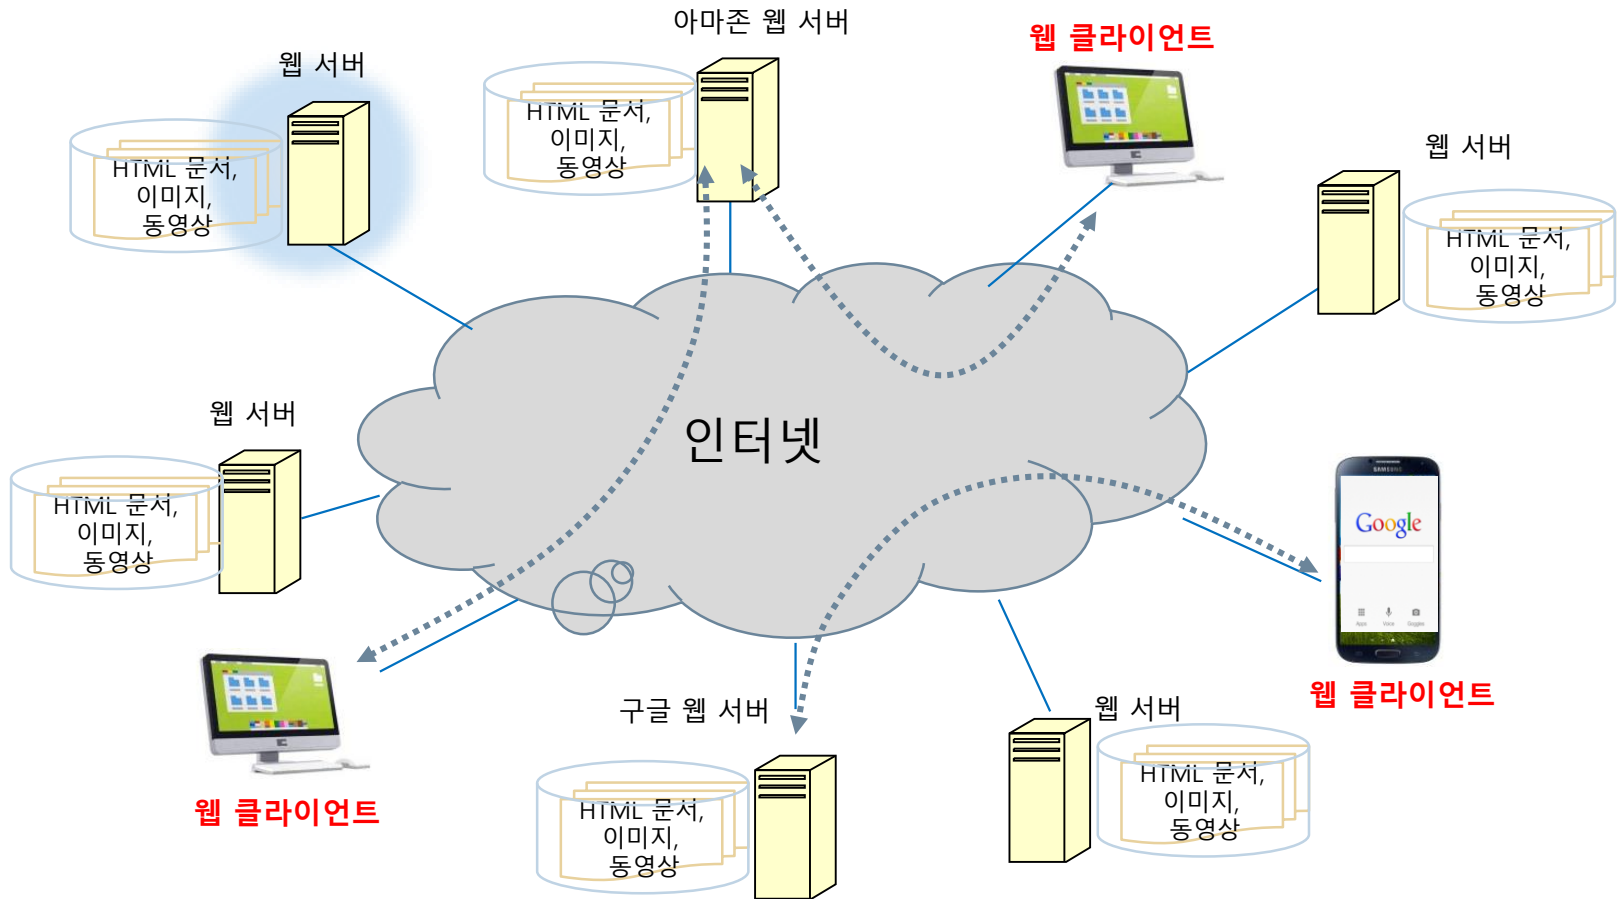 아마존 웹 서버
웹 클라이언트
웹 서버
HTML 문서,
이미지,
동영상
HTML 문서,
이미지,
동영상
웹 서버
HTML 문서,
이미지,
동영상
인터넷
웹 서버
HTML 문서,
이미지,
동영상
SAMSUNG
Google
Apps Voice Goggles
웹 클라이언트
웹 클라이언트
구글 웹 서버
HTML 문서,
이미지,
동영상
웹 서버
HTML 문서,
이미지,
동영상